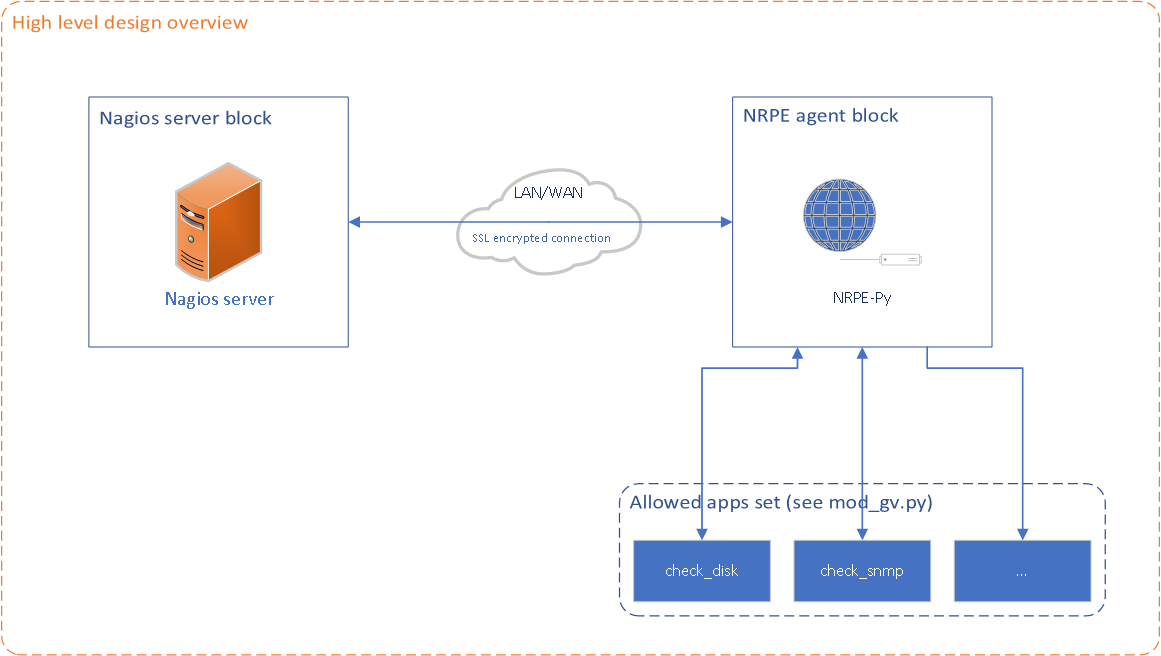 High level design overview
Nagios server block
NRPE agent block
LAN/WAN
SSL encrypted connection
Nagios server
NRPE-Py
Allowed apps set (see mod_gv.py)
check_disk
check_snmp
...